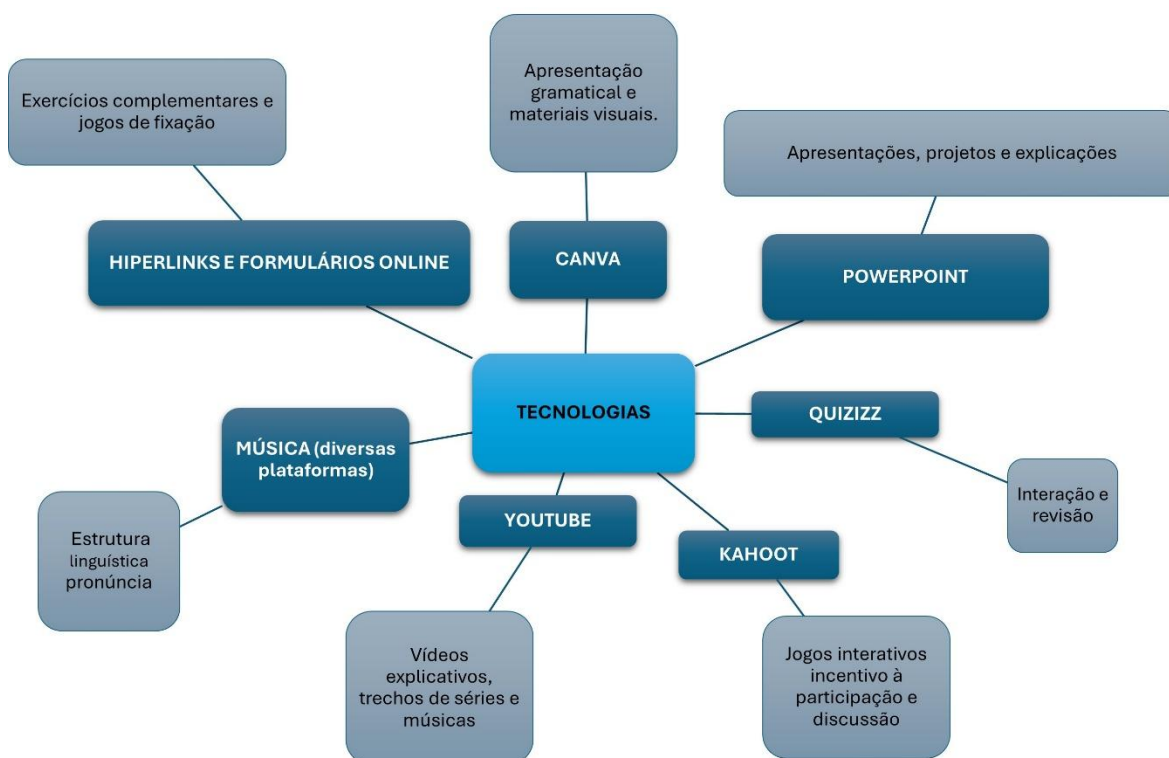 Exercícios complementares e
jogos de fixação
Apresentação
gramatical e
materiais visuais.
Apresentações, projetos e explicações
HIPERLINKS E FORMULÁRIOS ONLINE
CANVA
POWERPOINT
TECNOLOGIAS
QUIZIZZ
MÚSICA (diversas
plataformas)
Interação e
revisão
Estrutura
linguística
pronúncia
YOUTUBE
KAHOOT
Vídeos
explicativos,
trechos de séries e
músicas
Jogos interativos
incentivo à
participação e
discussão